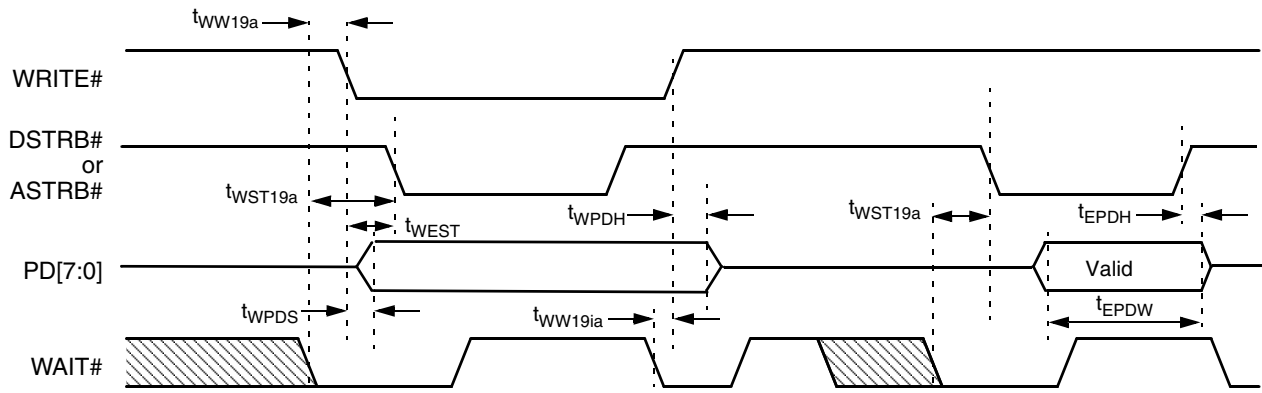 tWW19a
WRITE#
DSTRB#
or
ASTRB#
tWST19a
tWEST
tWPDH
tWST19a
tEPDH
PD[7:0]
Valid
tWPDS
tWW19ia
tEPDW
WAIT#